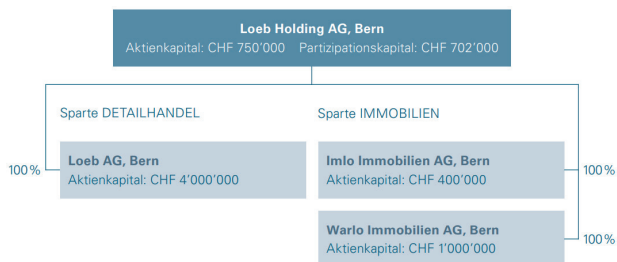 Loeb Holding AG, Bern
Aktienkapital: CHF 750’000 Partizipationskapital: CHF 702’000
Sparte DETAILHANDEL
Sparte IMMOBILIEN
100%
Loeb AG, Bern
Aktienkapital: CHF 4’000’000
Imlo Immobilien AG, Bern
Aktienkapital: CHF 400’000
100%
Warlo Immobilien AG, Bern
Aktienkapital: CHF 1’000’000
100%